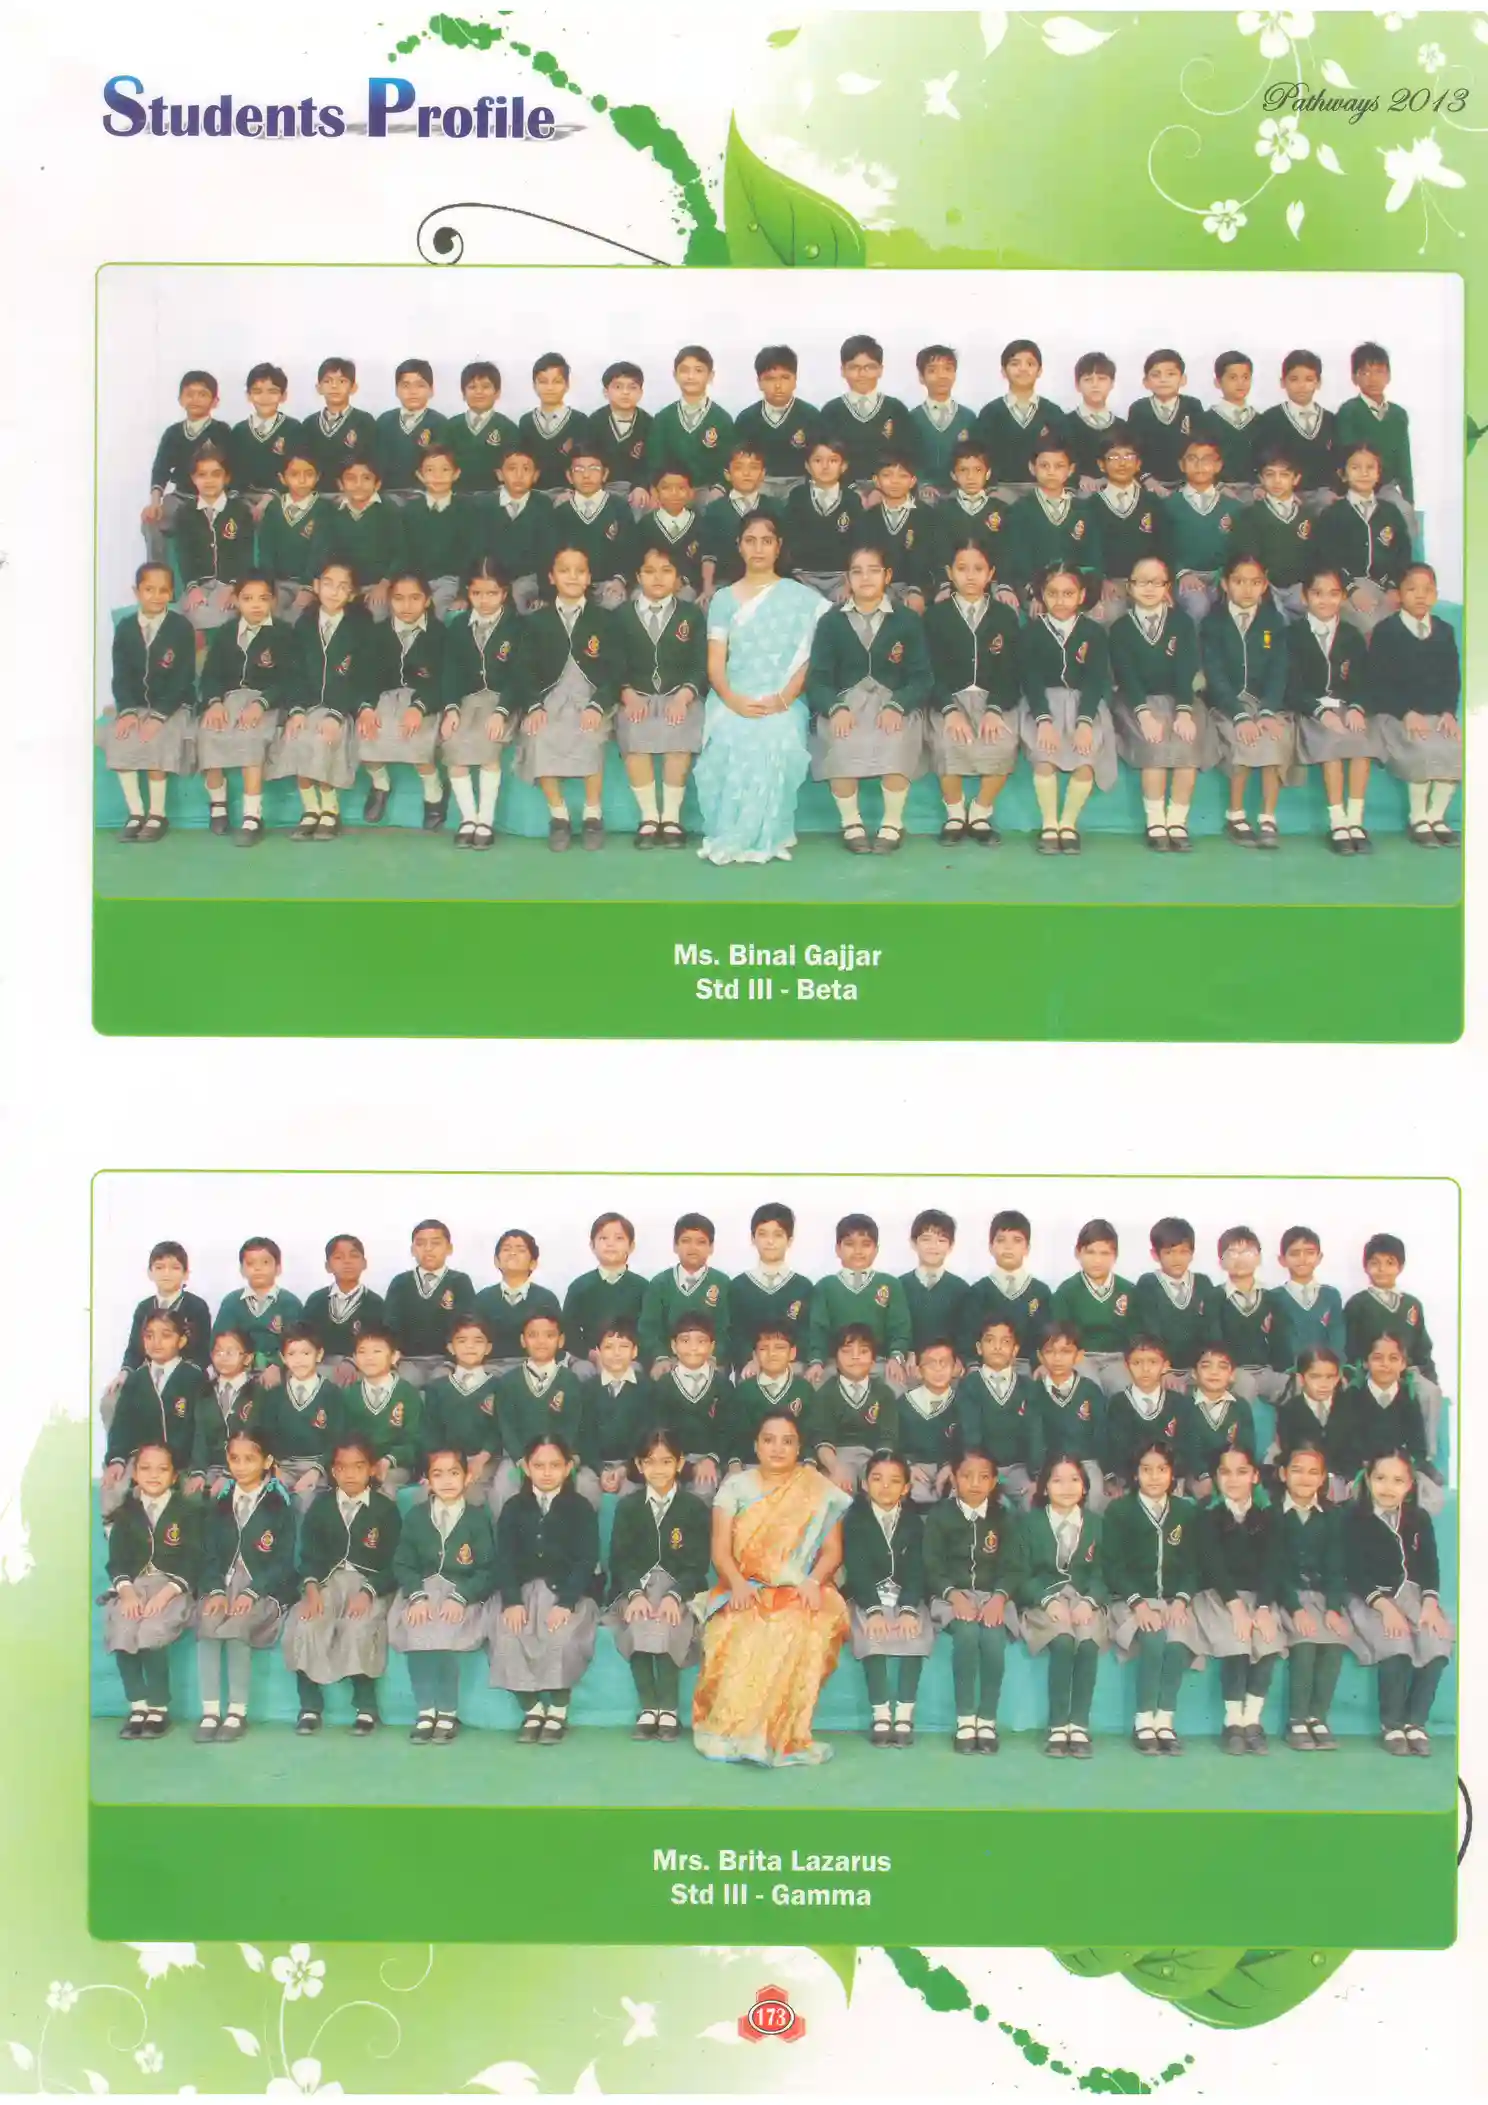 Students Profile
Pathways 2013
Ms. Binal Gajjar
Std III - Beta
Mrs. Brita Lazarus
Std III - Gamma
173